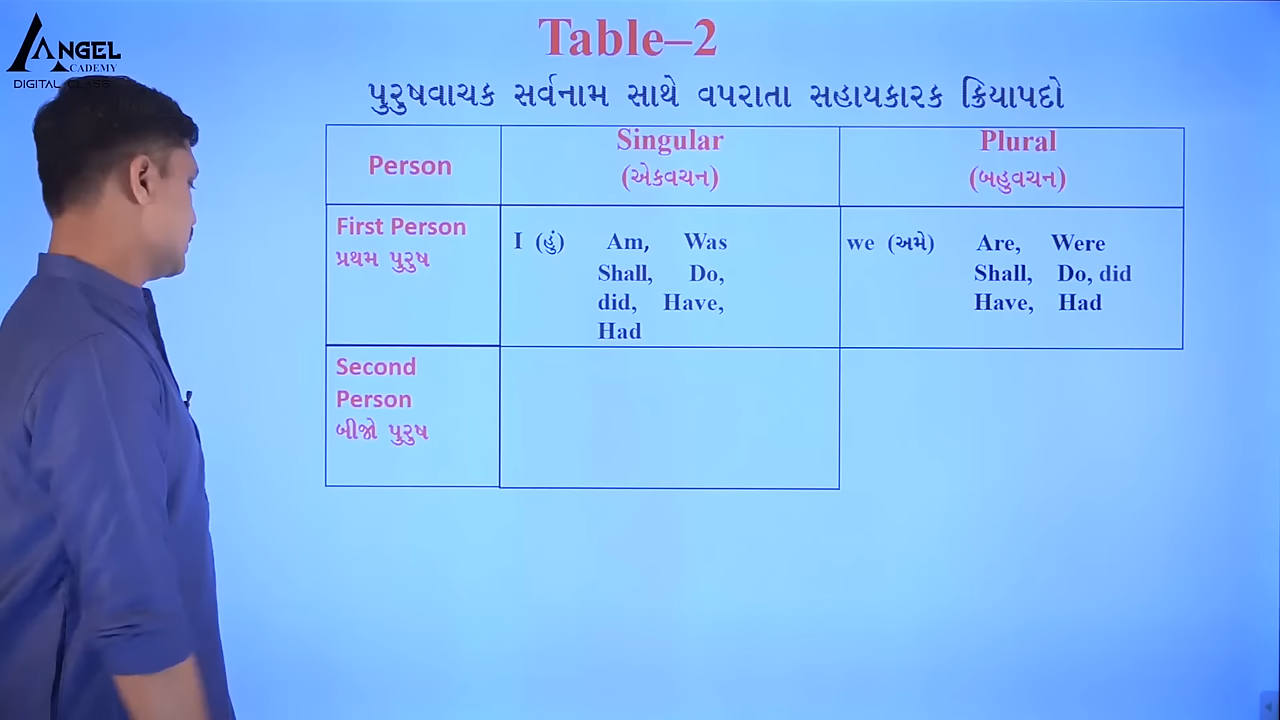 ANGEL
ACADEMY
DIGITAL CLASS
Table–2
પુરુષવાચક સર્વનામ સાથે વપરાતા સહાયકારક ક્રિયાપદો
Person
Singular
(એકવચન)
Plural
(બહુવચન)
First Person
પ્રથમ પુરુષ
I (હું) Am, Was
Shall, Do,
did, Have,
Had
we (અમે) Are, Were
Shall, Do, did
Have, Had
Second
Person
બીજો પુરુષ